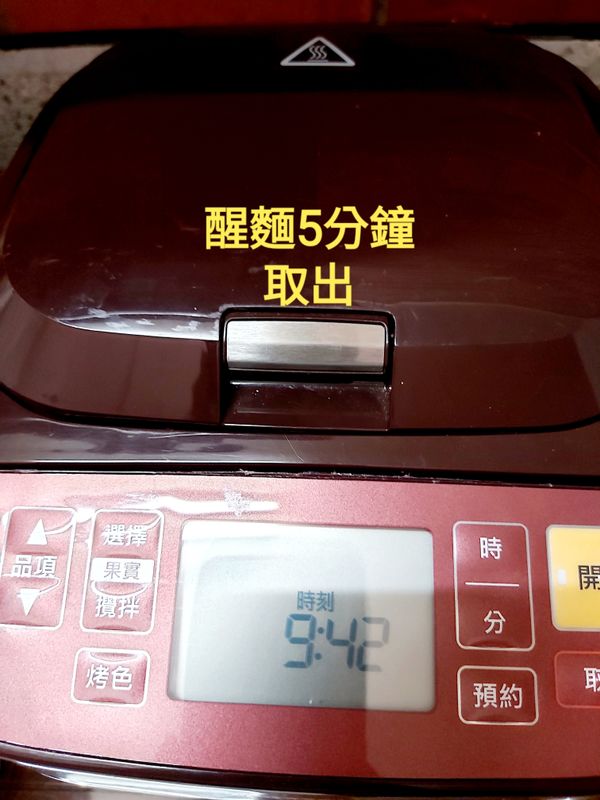 醒麵5分鐘
取出
時刻
9:42
品項
選擇
果實
攪拌
烤色
時
分
預約
開
取